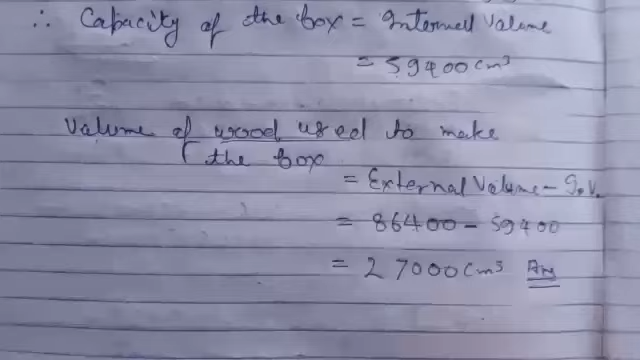 ∴ Capacity of the box = Internal Volume
= 59400 cm³
Volume of wood used to make
the box
= External Volume - I.V.
= 86400 - 59400
= 27000 cm³ Ans